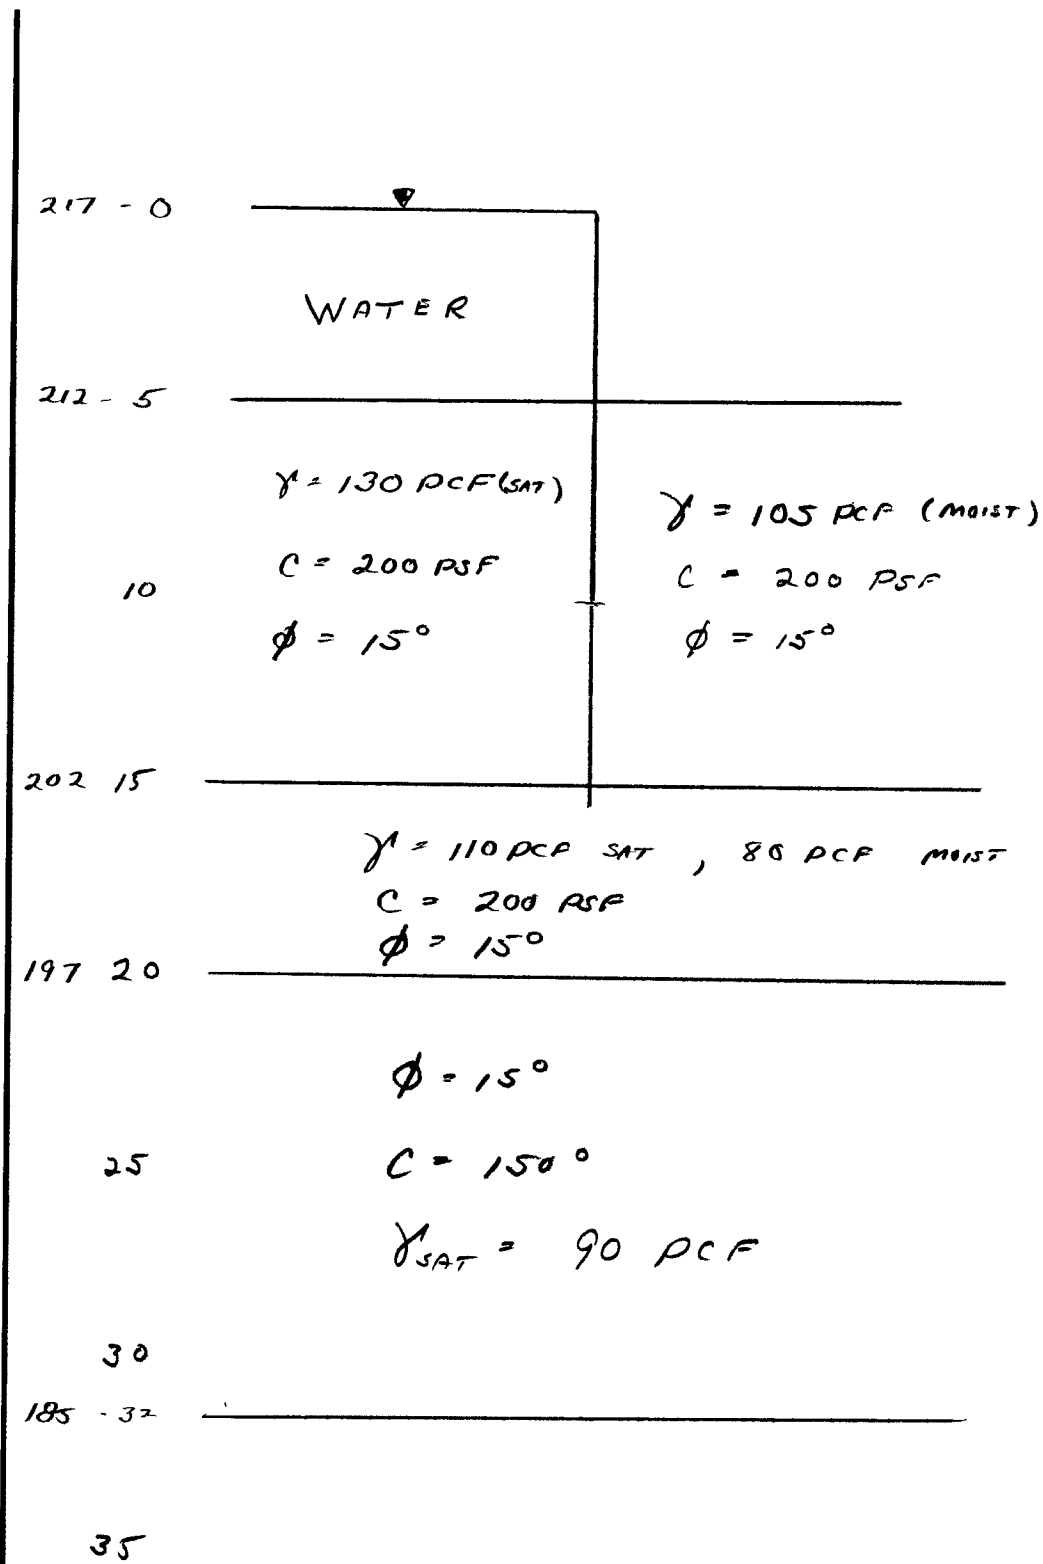 217 - 0
WATER
212 - 5
γ = 130 PCF (SAT)
C = 200 PSF
φ = 15°
γ = 105 PCF (MOIST)
C = 200 PSF
φ = 15°
10
202 15
γ = 110 PCF SAT , 80 PCF MOIST
C = 200 PSF
φ = 15°
197 20
φ = 15°
25
C = 150°
γSAT = 90 PCF
30
185 - 32
35